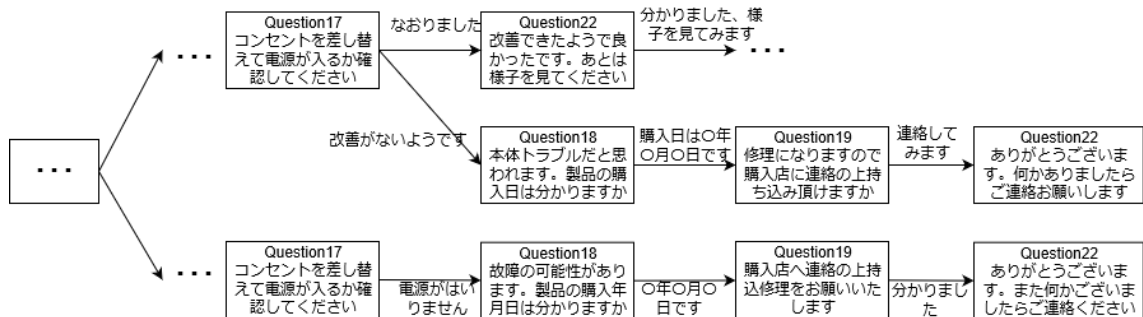 Question17
コンセントを差し替
えて電源が入るか確
認してください
なおりました
Question22
改善できたようで良
かったです。あとは
様子を見てください
分かりました、様
子を見てみます
・・・
・・・
改善がないようです
Question18
本体トラブルだと思
われます。製品の購
入日は分かりますか
購入日は〇年
〇月〇日です
Question19
修理になりますので
購入店に連絡の上持
ち込み頂けますか
連絡して
みます
Question22
ありがとうございま
す。何かありましたら
ご連絡お願いします
・・・
・・・
Question17
コンセントを差し替
えて電源が入るか確
認してください
電源がはい
りません
Question18
故障の可能性があり
ます。製品の購入年
月日は分かりますか
〇年〇月〇
日です
Question19
購入店へ連絡の上持
込修理をお願いいた
します
分かりまし
た
Question22
ありがとうございま
す。また何かございま
したらご連絡ください